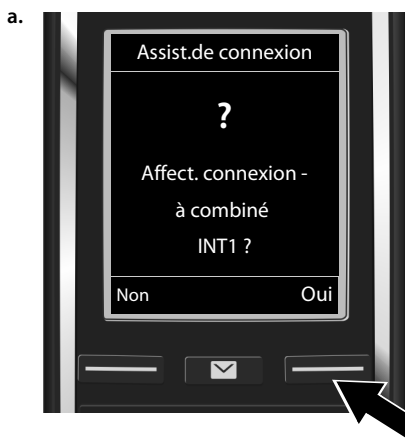 a.
Assist.de connexion
?
Affect. connexion -
à combiné
INT1 ?
Non Oui